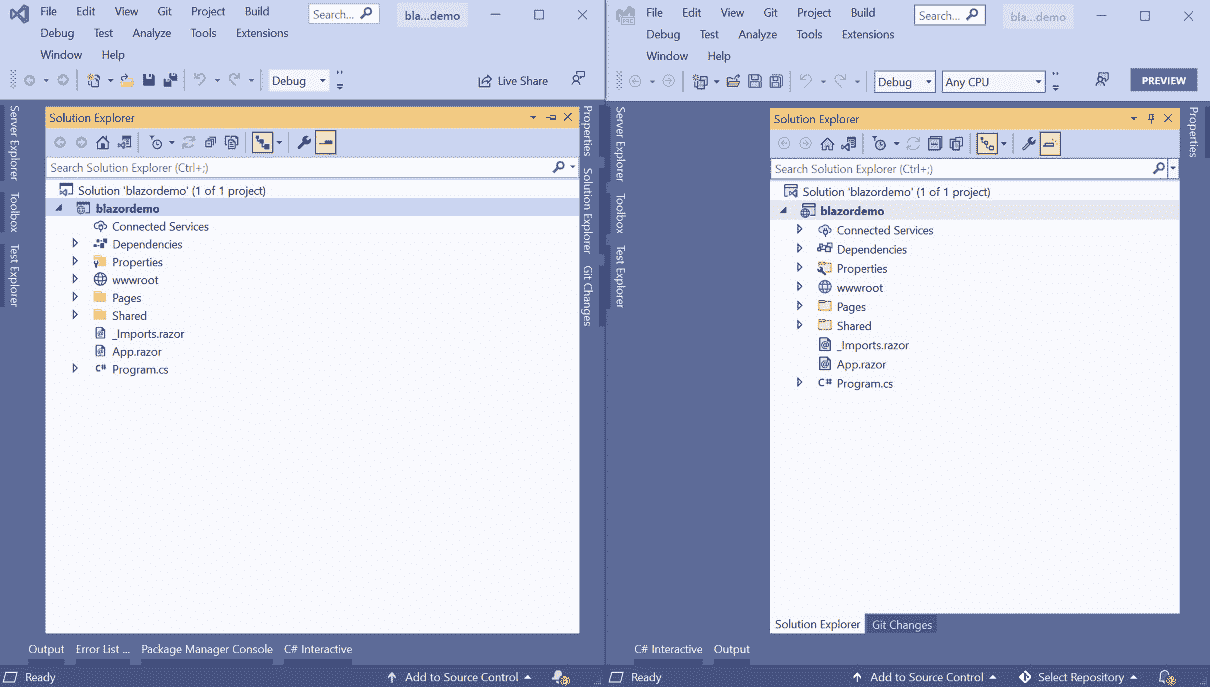 File Edit View Git Project Build
Search...
bla...demo
Debug Test Analyze Tools Extensions
Window Help
Debug
Live Share
Server Explorer
Toolbox
Test Explorer
Solution Explorer
Search Solution Explorer (Ctrl+;)
Solution 'blazordemo' (1 of 1 project)
blazordemo
Connected Services
Dependencies
Properties
wwwroot
Pages
Shared
_Imports.razor
App.razor
C# Program.cs
Properties
Solution Explorer
Git Changes
Output Error List ... Package Manager Console C# Interactive
Ready
Add to Source Control
File Edit View Git Project Build
Search...
bla...demo
Debug Test Analyze Tools Extensions
Window Help
Debug
Any CPU
PREVIEW
Server Explorer
Toolbox
Test Explorer
Solution Explorer
Search Solution Explorer (Ctrl+;)
Solution 'blazordemo' (1 of 1 project)
blazordemo
Connected Services
Dependencies
Properties
wwwroot
Pages
Shared
_Imports.razor
App.razor
C# Program.cs
Properties
Solution Explorer Git Changes
C# Interactive Output
Ready
Add to Source Control
Select Repository